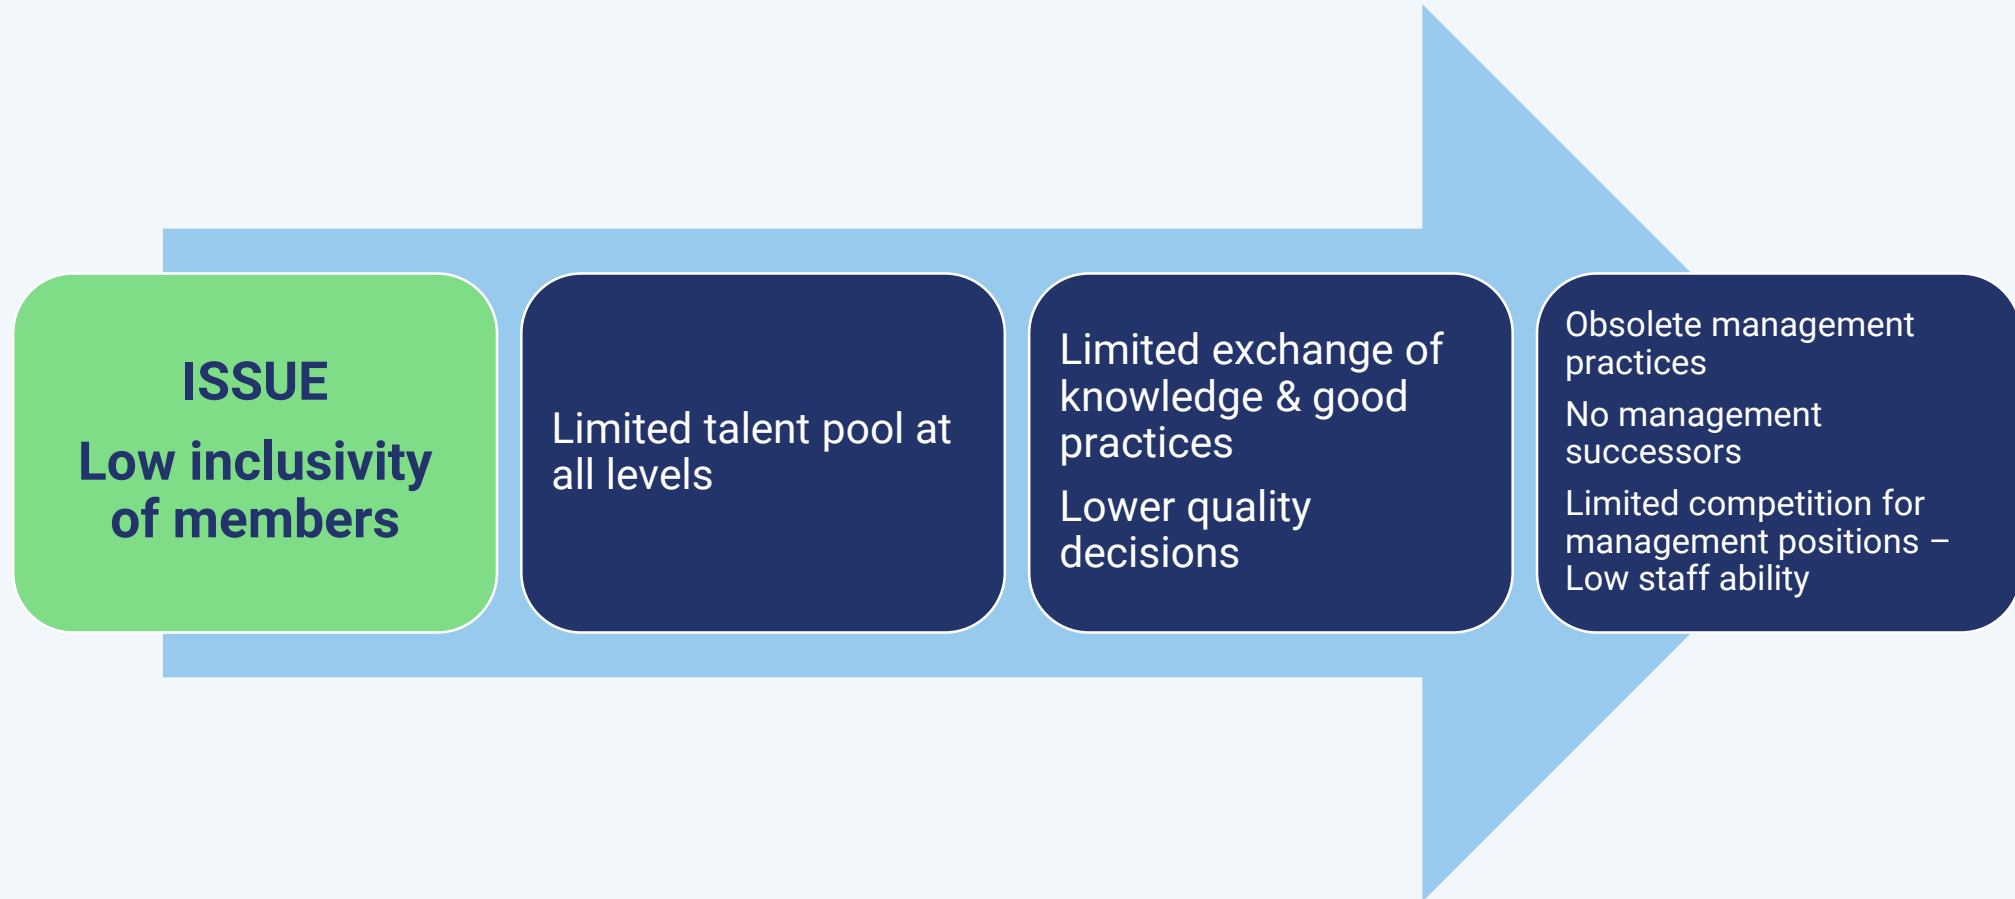 ISSUE
Low inclusivity
of members
Limited talent pool at
all levels
Limited exchange of
knowledge & good
practices
Lower quality
decisions
Obsolete management
practices
No management
successors
Limited competition for
management positions –
Low staff ability